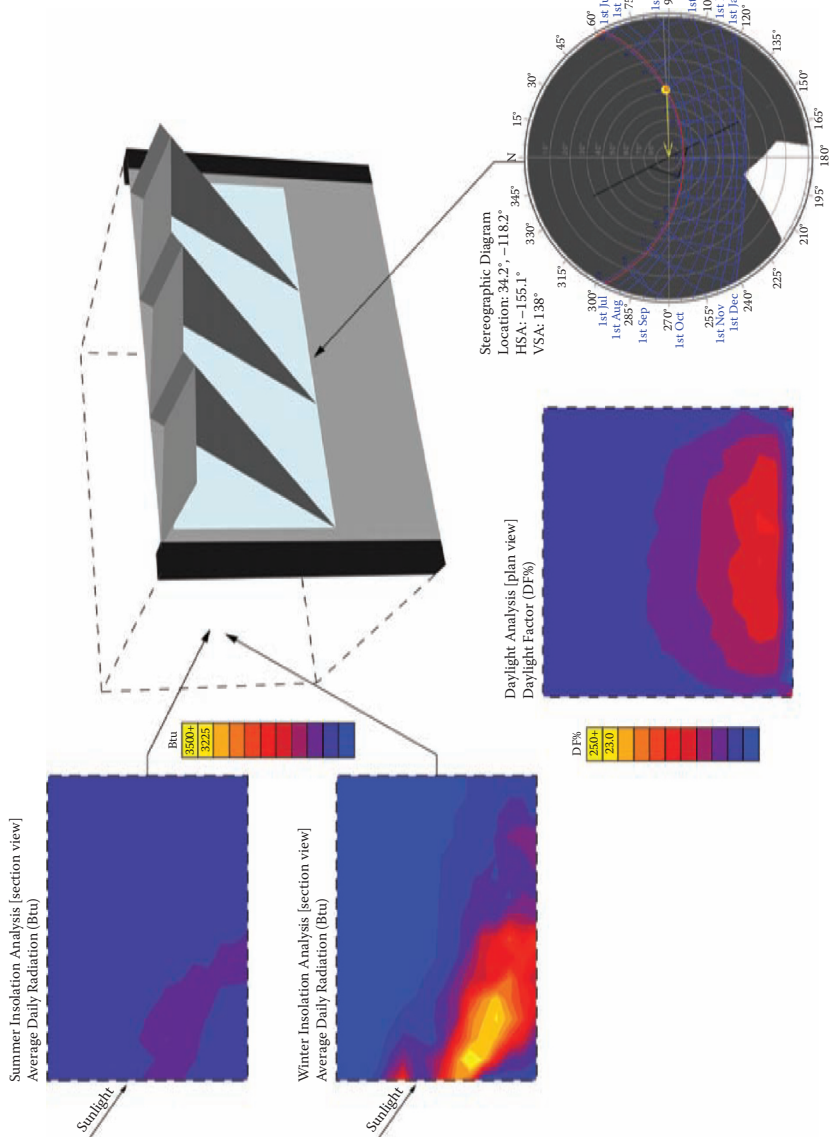 Summer Insolation Analysis [section view]
Average Daily Radiation (Btu)
Sunlight
Winter Insolation Analysis [section view]
Average Daily Radiation (Btu)
Sunlight
Btu
3500+
3225
Daylight Analysis [plan view]
Daylight Factor (DF%)
DF%
25.0+
23.0
Stereographic Diagram
Location: 34.2°, −118.2°
HSA: −155.1°
VSA: 138°
N
15°
30°
45°
60°
120°
135°
150°
165°
180°
195°
210°
225°
240°
255°
270°
285°
300°
315°
330°
345°
1st Jul
1st Aug
1st Sep
1st Oct
1st Nov
1st Dec